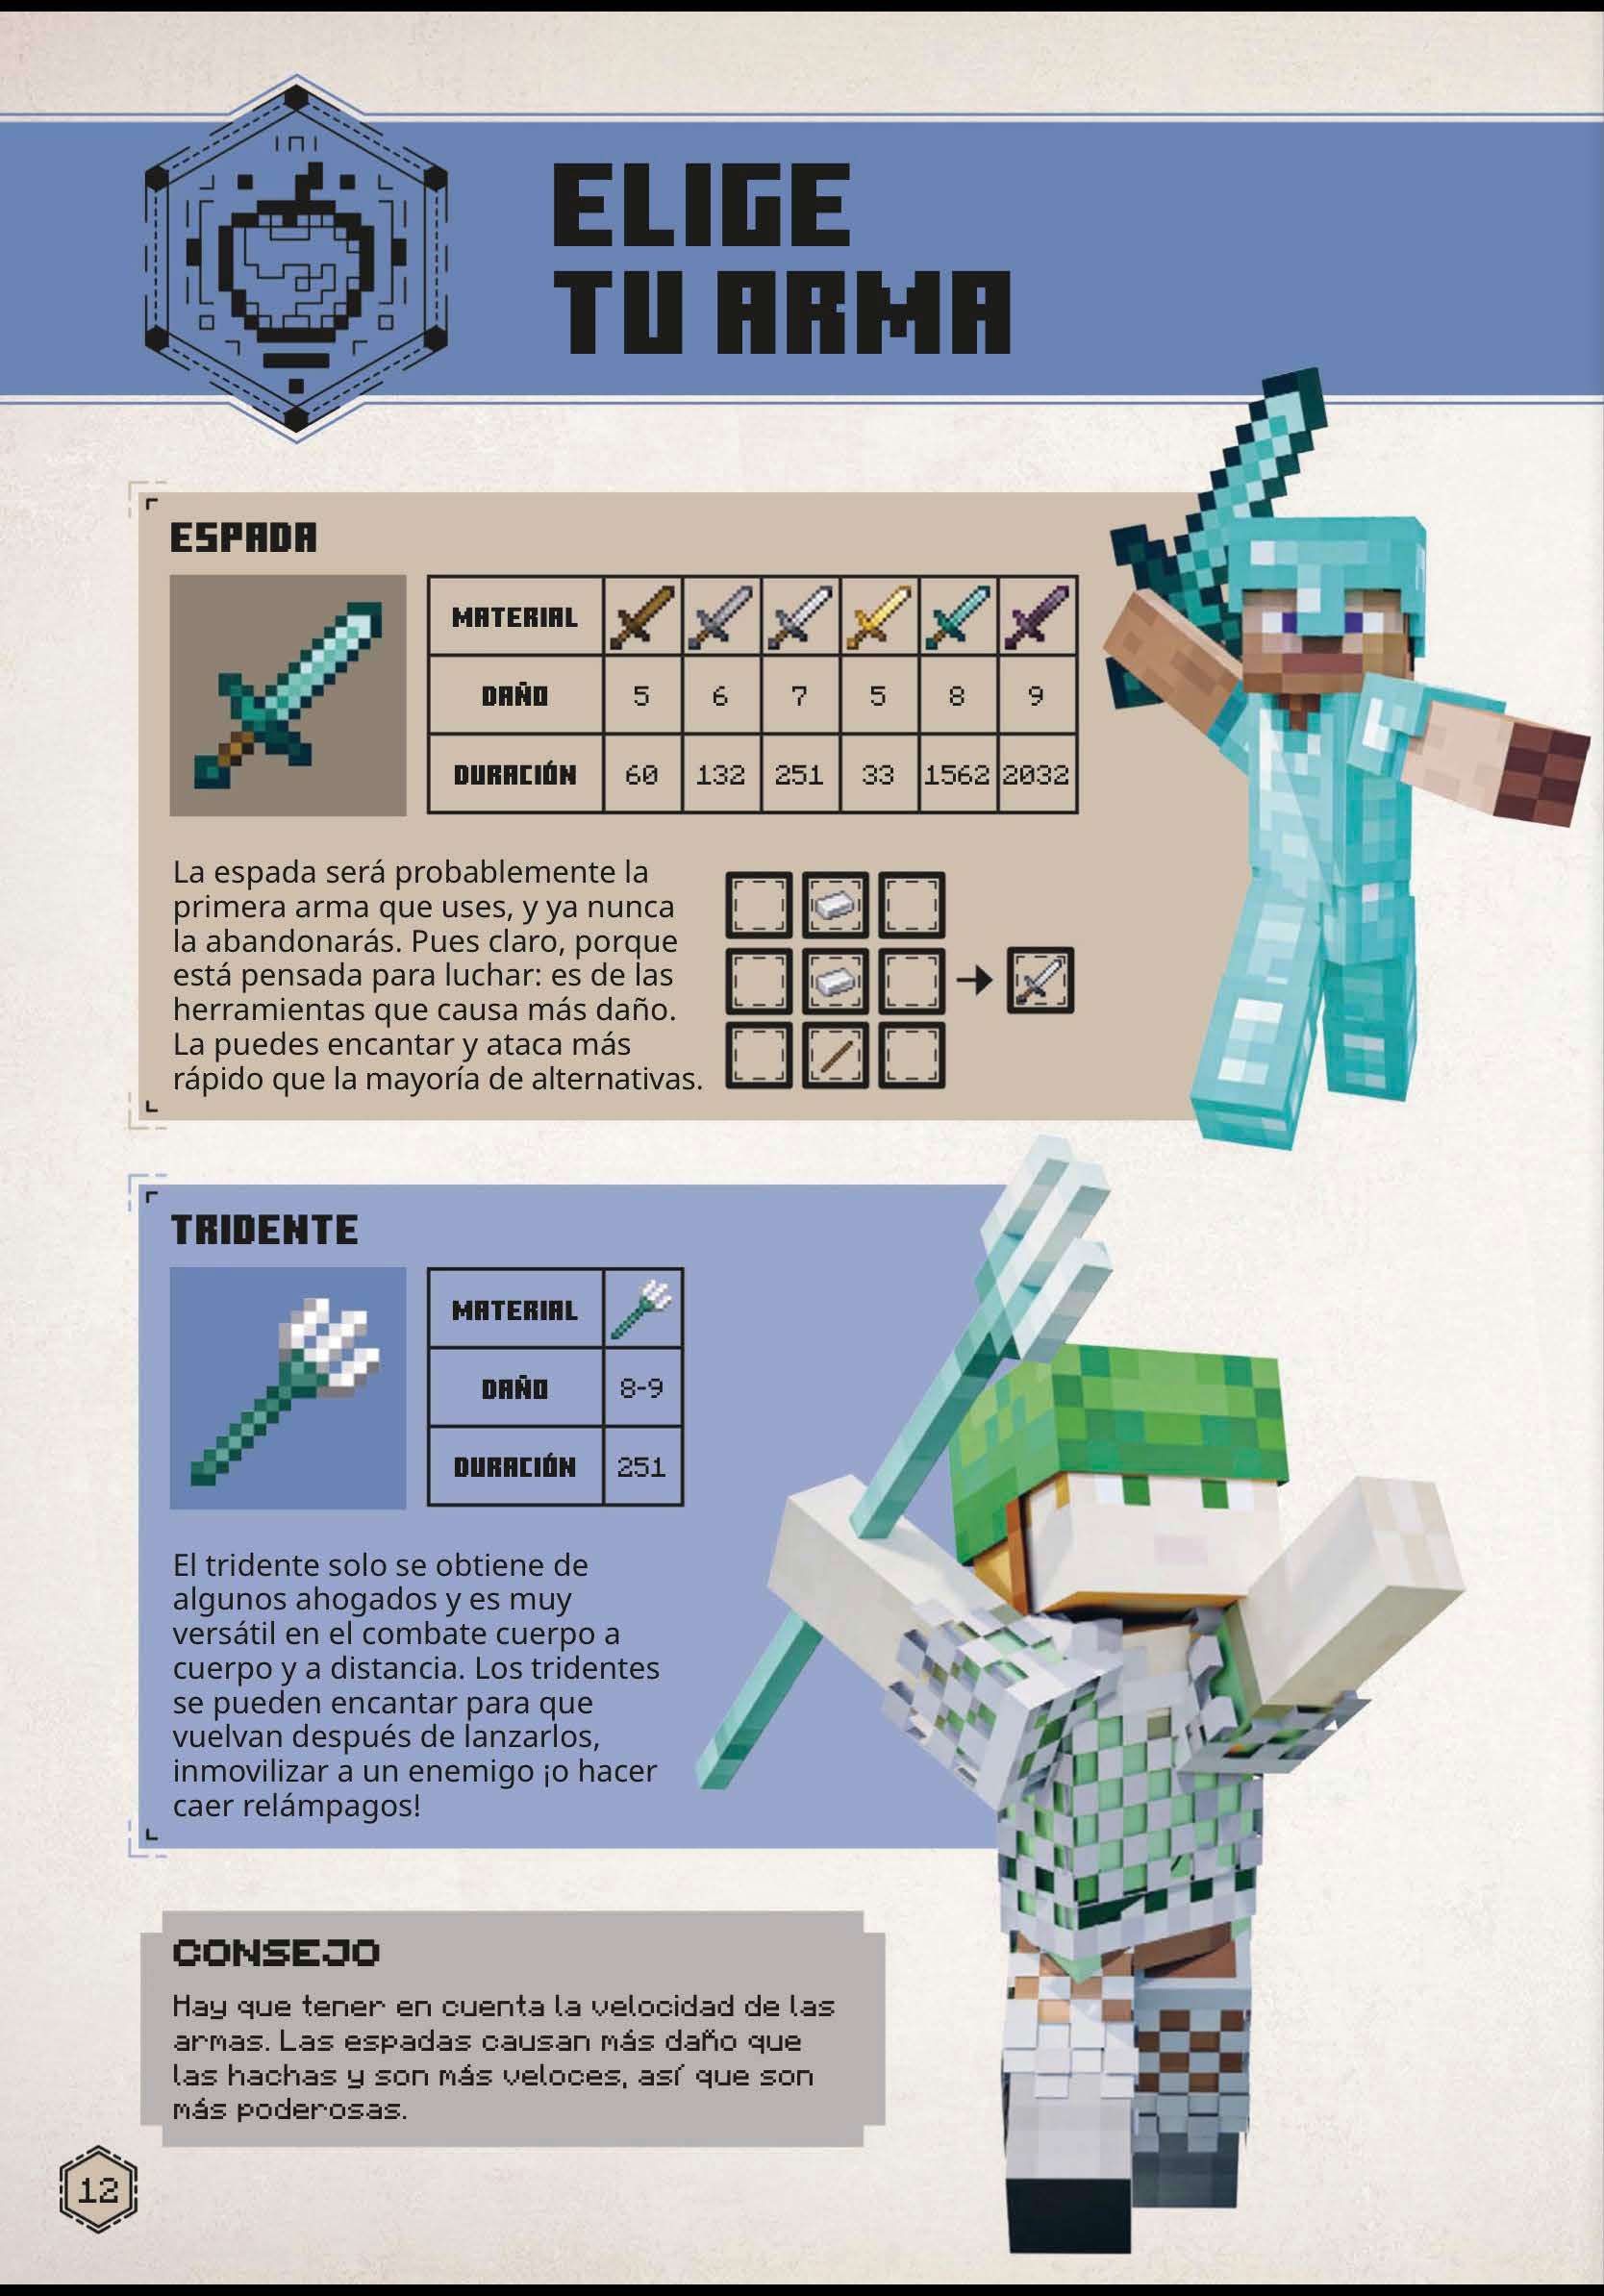 ELIGE
TU ARMA
ESPADA
MATERIAL
DAÑO 5 6 7 5 8 9
DURACIÓN 60 132 251 33 1562 2032
La espada será probablemente la
primera arma que uses, y ya nunca
la abandonarás. Pues claro, porque
está pensada para luchar: es de las
herramientas que causa más daño.
La puedes encantar y ataca más
rápido que la mayoría de alternativas.
TRIDENTE
MATERIAL
DAÑO 8-9
DURACIÓN 251
El tridente solo se obtiene de
algunos ahogados y es muy
versátil en el combate cuerpo a
cuerpo y a distancia. Los tridentes
se pueden encantar para que
vuelvan después de lanzarlos,
inmovilizar a un enemigo ¡o hacer
caer relámpagos!
CONSEJO
Hay que tener en cuenta la velocidad de las
armas. Las espadas causan más daño que
las hachas y son más veloces, así que son
más poderosas.
12